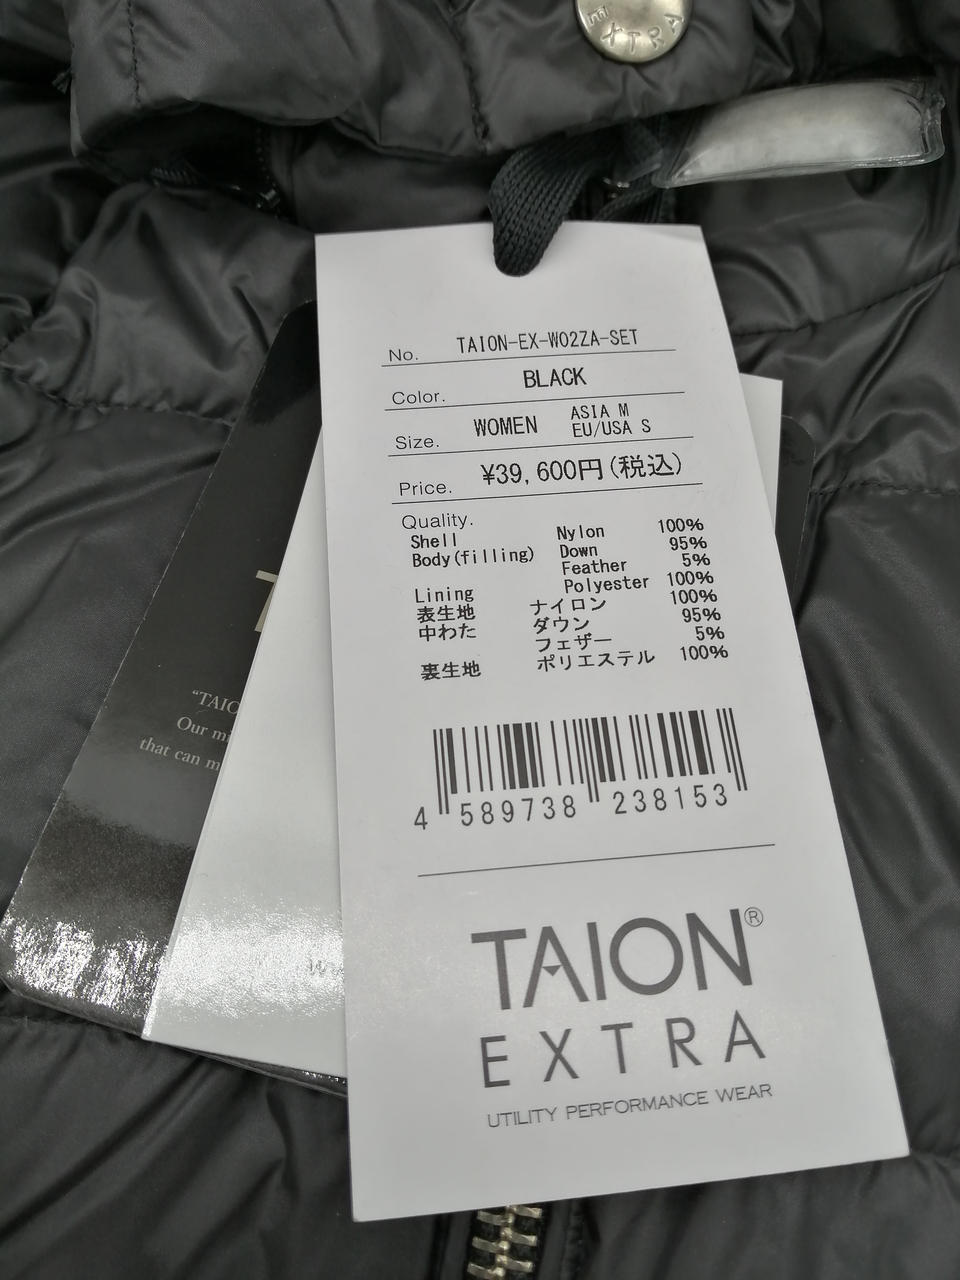 EXTRA
No. TAION-EX-W02ZA-SET
Color. BLACK
Size. WOMEN ASIA M
EU/USA S
Price. ¥39,600円(税込)
Quality.
Shell Nylon 100%
Body(filling) Down 95%
Feather 5%
Lining Polyester 100%
表生地 ナイロン 100%
中わた ダウン 95%
フェザー 5%
裏生地 ポリエステル 100%
4 589738 238153
TAION®
EXTRA
UTILITY PERFORMANCE WEAR
Our
that can